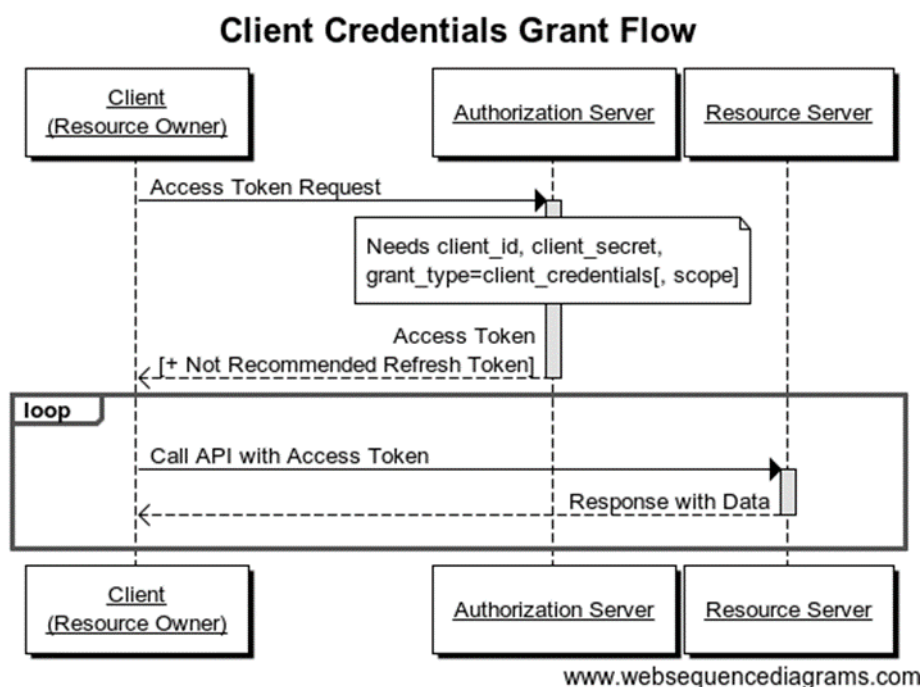 Client Credentials Grant Flow
Client
(Resource Owner)
Authorization Server
Resource Server
Access Token Request
Needs client_id, client_secret,
grant_type=client_credentials[, scope]
Access Token
[+ Not Recommended Refresh Token]
loop
Call API with Access Token
Response with Data
Client
(Resource Owner)
Authorization Server
Resource Server
www.websequencediagrams.com